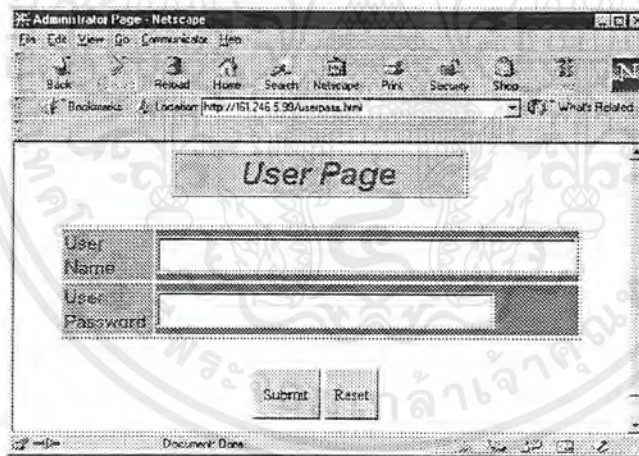 Administrator Page - Netscape
File Edit View Go Communicator Help
Back Reload Home Search Netscape Print Security Shop
Bookmarks Location: http://161.246.5.99/userpass.html What's Related
User Page
User
Name
User
Password
Submit Reset
Document: Done